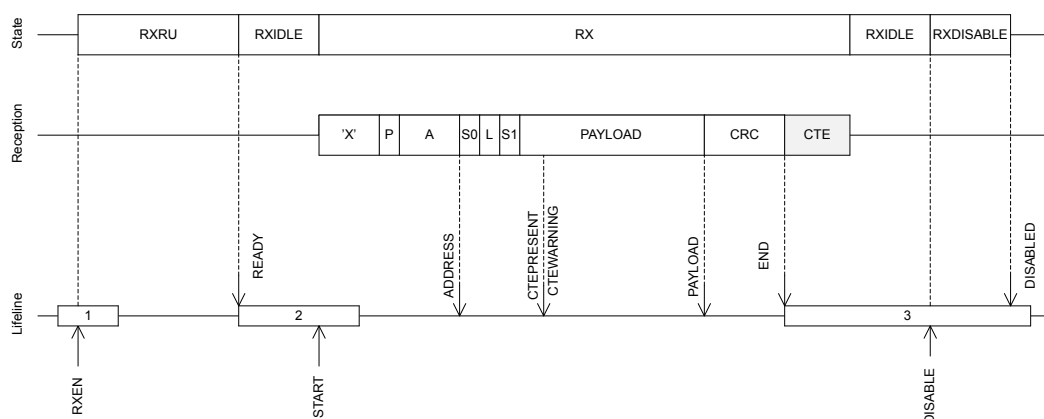 State
RXRU
RXIDLE
RX
RXIDLE
RXDISABLE
Reception
'X'
P
A
S0
L
S1
PAYLOAD
CRC
CTE
READY
ADDRESS
CTEPRESENT
CTEWARNING
PAYLOAD
END
DISABLED
Lifeline
1
2
3
RXEN
START
DISABLE